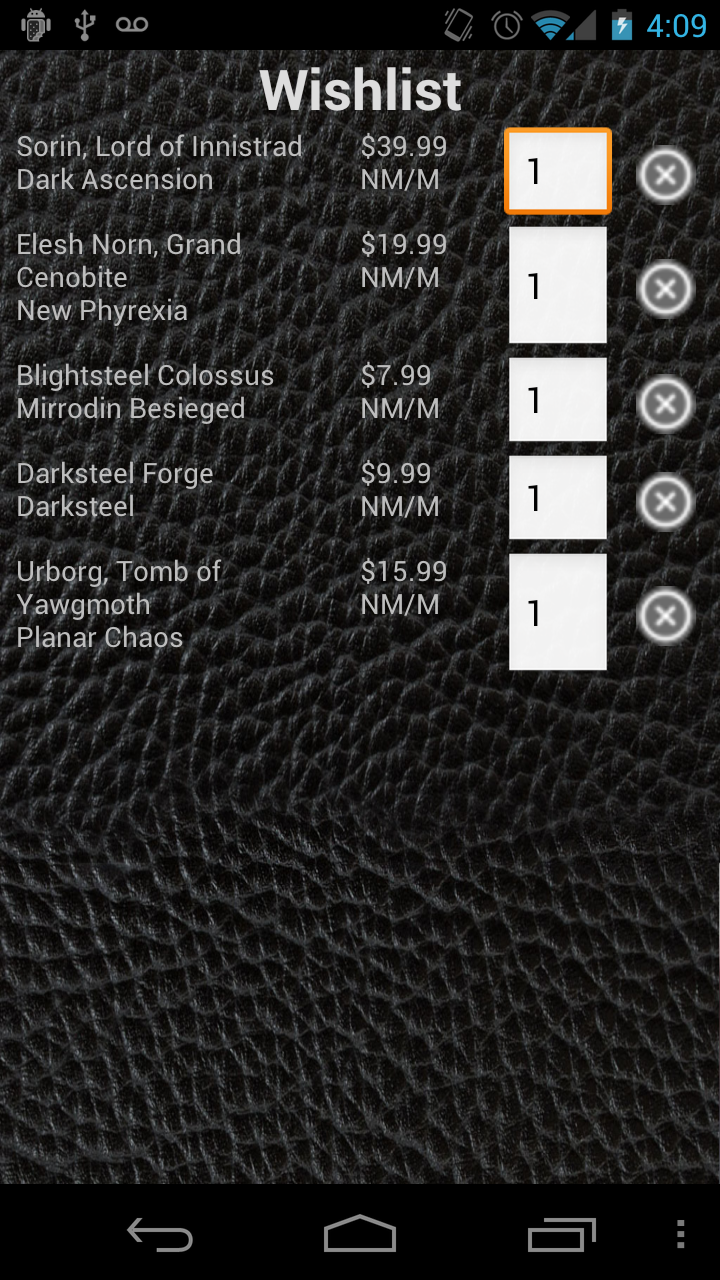 4:09
Wishlist
Sorin, Lord of Innistrad $39.99 1
Dark Ascension NM/M
Elesh Norn, Grand $19.99 1
Cenobite NM/M
New Phyrexia
Blightsteel Colossus $7.99 1
Mirrodin Besieged NM/M
Darksteel Forge $9.99 1
Darksteel NM/M
Urborg, Tomb of $15.99 1
Yawgmoth NM/M
Planar Chaos